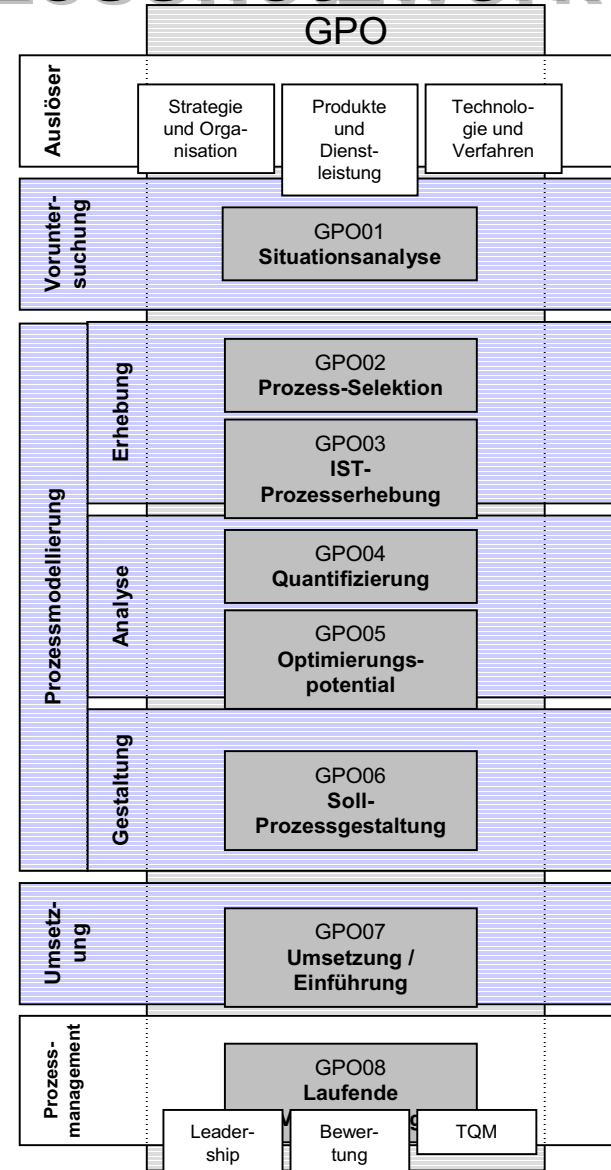 GPO
Auslöser
Strategie
und Orga-
nisation
Produkte
und
Dienst-
leistung
Technolo-
gie und
Verfahren
Vorunter-
suchung
GPO01
Situationsanalyse
Prozessmodellierung
Erhebung
GPO02
Prozess-Selektion
GPO03
IST-
Prozesserhebung
Analyse
GPO04
Quantifizierung
GPO05
Optimierungs-
potential
Gestaltung
GPO06
Soll-
Prozessgestaltung
Umsetz-
ung
GPO07
Umsetzung /
Einführung
Prozess-
management
GPO08
Laufende
Leader-
ship
Bewer-
tung
TQM